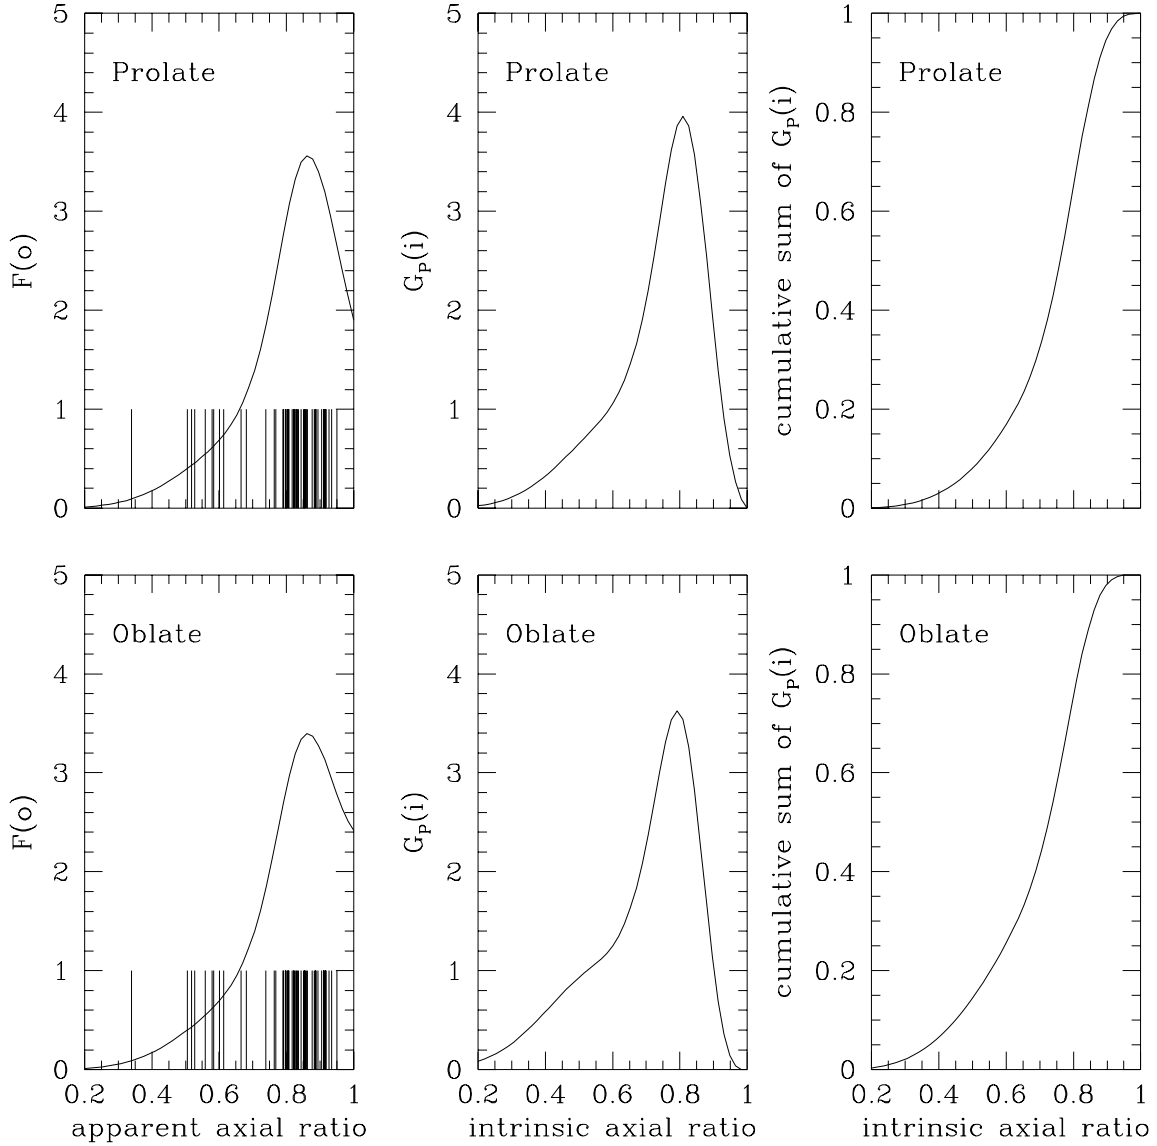 5 5 1
Prolate Prolate Prolate
4 4 0.8
3 3 0.6
F(o) G_P(i) cumulative sum of G_P(i)
2 2 0.4
1 1 0.2
0 0 0
5 5 1
Oblate Oblate Oblate
4 4 0.8
3 3 0.6
F(o) G_P(i) cumulative sum of G_P(i)
2 2 0.4
1 1 0.2
0 0 0
0.2 0.4 0.6 0.8 1 0.2 0.4 0.6 0.8 1 0.2 0.4 0.6 0.8 1
apparent axial ratio intrinsic axial ratio intrinsic axial ratio